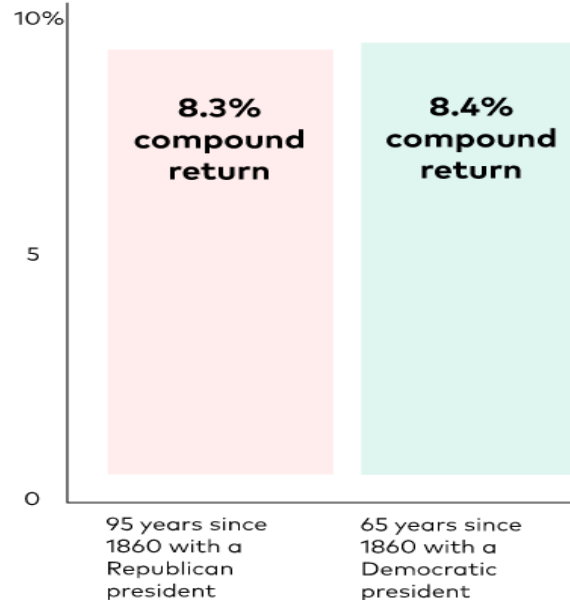 10%
8.3%
compound
return
8.4%
compound
return
5
0
95 years since
1860 with a
Republican
president
65 years since
1860 with a
Democratic
president